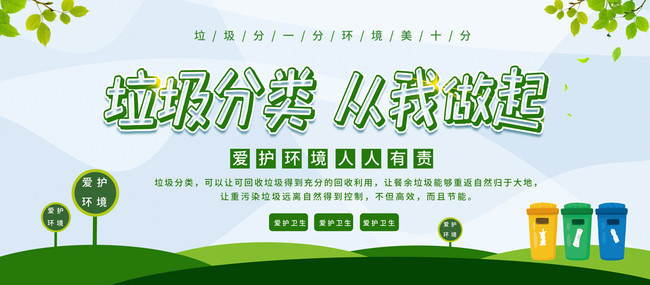 垃/圾/分/一/分/环/境/美/十/分
垃圾分类 从我做起
爱护环境人人有责
垃圾分类，可以让可回收垃圾得到充分的回收利用，让餐余垃圾能够重返自然归于大地，
让重污染垃圾远离自然得到控制，不但高效，而且节能。
爱护卫生 爱护卫生 爱护卫生
爱护
环境
爱护
环境
爱护
环境